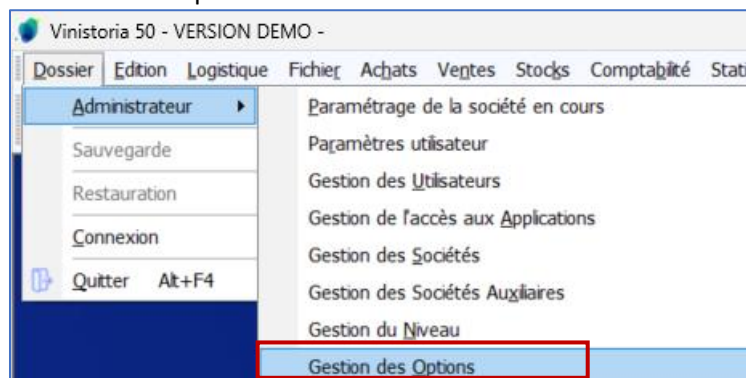 Vinistoria 50 - VERSION DEMO -
Dossier Edition Logistique Fichier Achats Ventes Stocks Comptabilité Stati
Administrateur
Sauvegarde
Restauration
Connexion
Quitter Alt+F4
Paramétrage de la société en cours
Paramètres utilisateur
Gestion des Utilisateurs
Gestion de l'accès aux Applications
Gestion des Sociétés
Gestion des Sociétés Auxiliaires
Gestion du Niveau
Gestion des Options